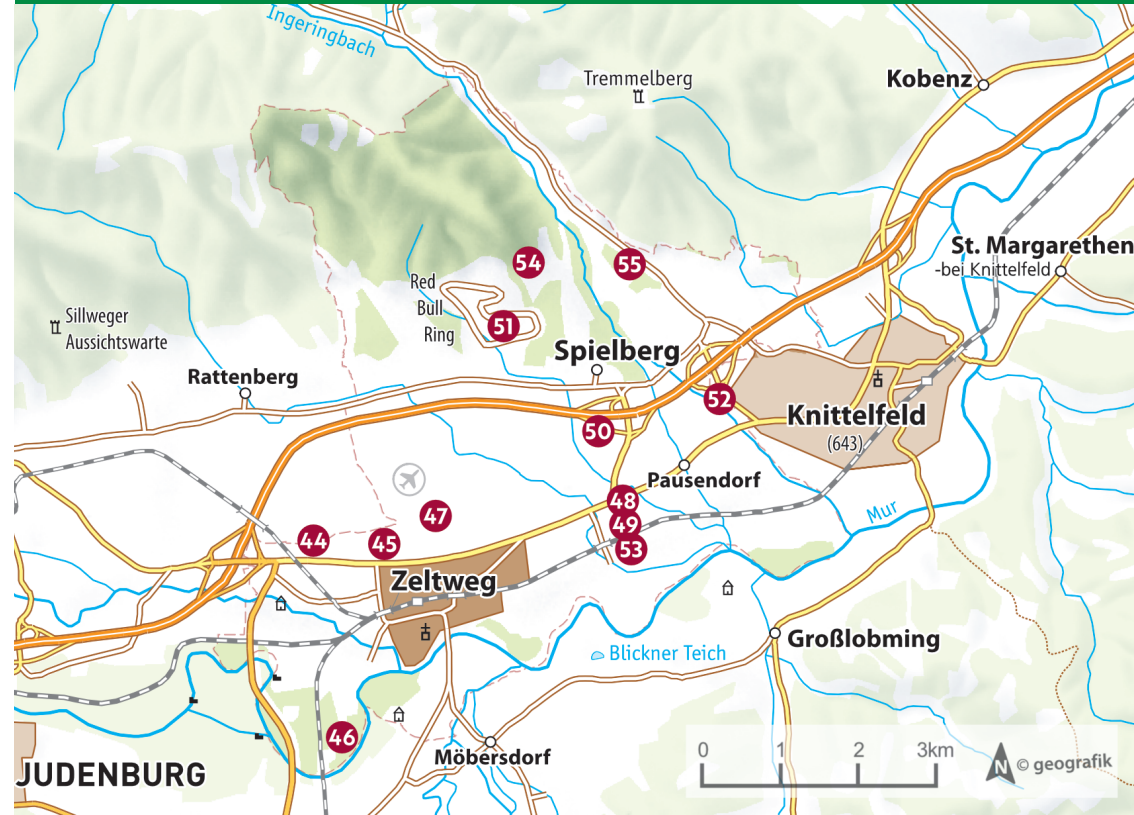 Ingeringbach
Tremmelberg
Kobenz
St. Margarethen
-bei Knittelfeld
54
55
Red
Bull
Ring
51
Sillweger
Aussichtswarte
Spielberg
Rattenberg
52
Knittelfeld
(643)
50
Pausendorf
48
47
49
Mur
44
45
53
Zeltweg
Großlobming
Blickner Teich
46
Möbersdorf
JUDENBURG
0 1 2 3km
N © geografik